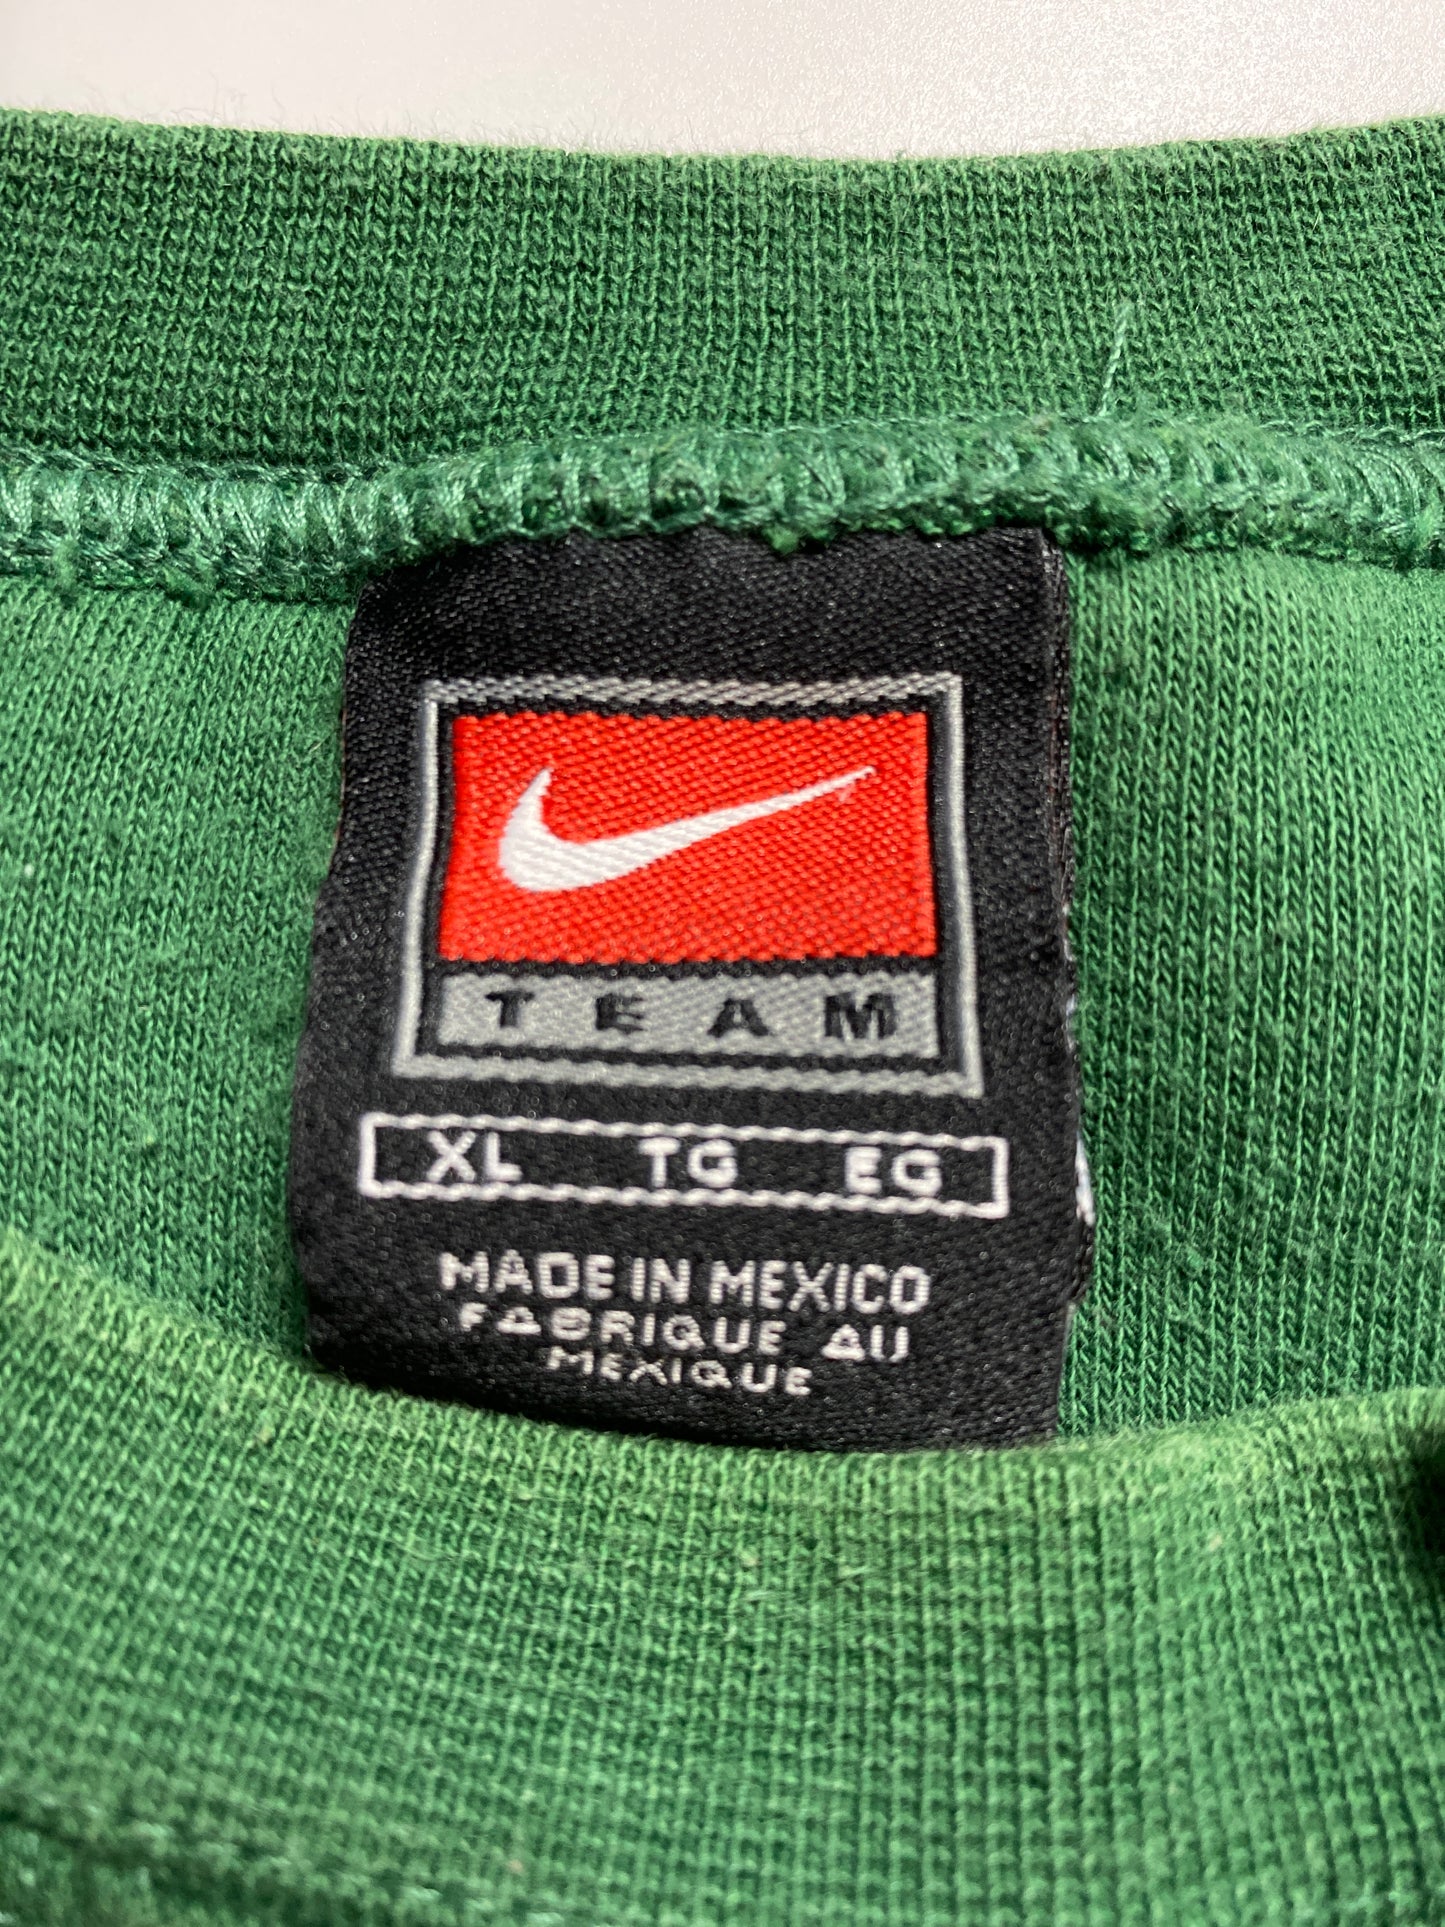 TEAM
XL TG EG
MADE IN MEXICO
FABRIQUE AU
MEXIQUE